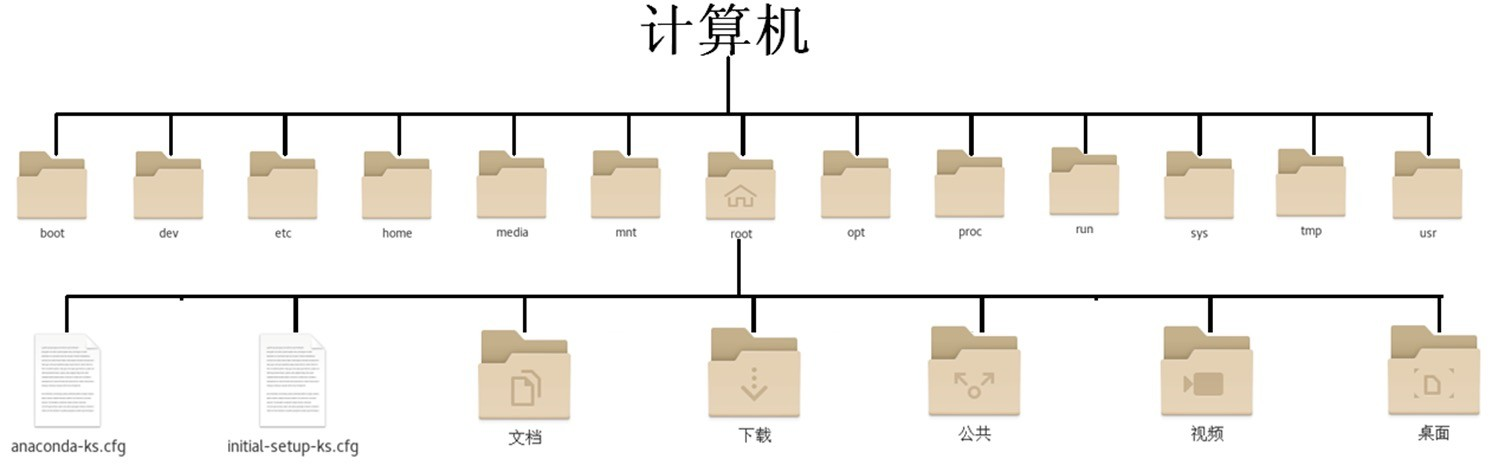 计算机
boot dev etc home media mnt root opt proc run sys tmp usr
anaconda-ks.cfg initial-setup-ks.cfg 文档 下载 公共 视频 桌面